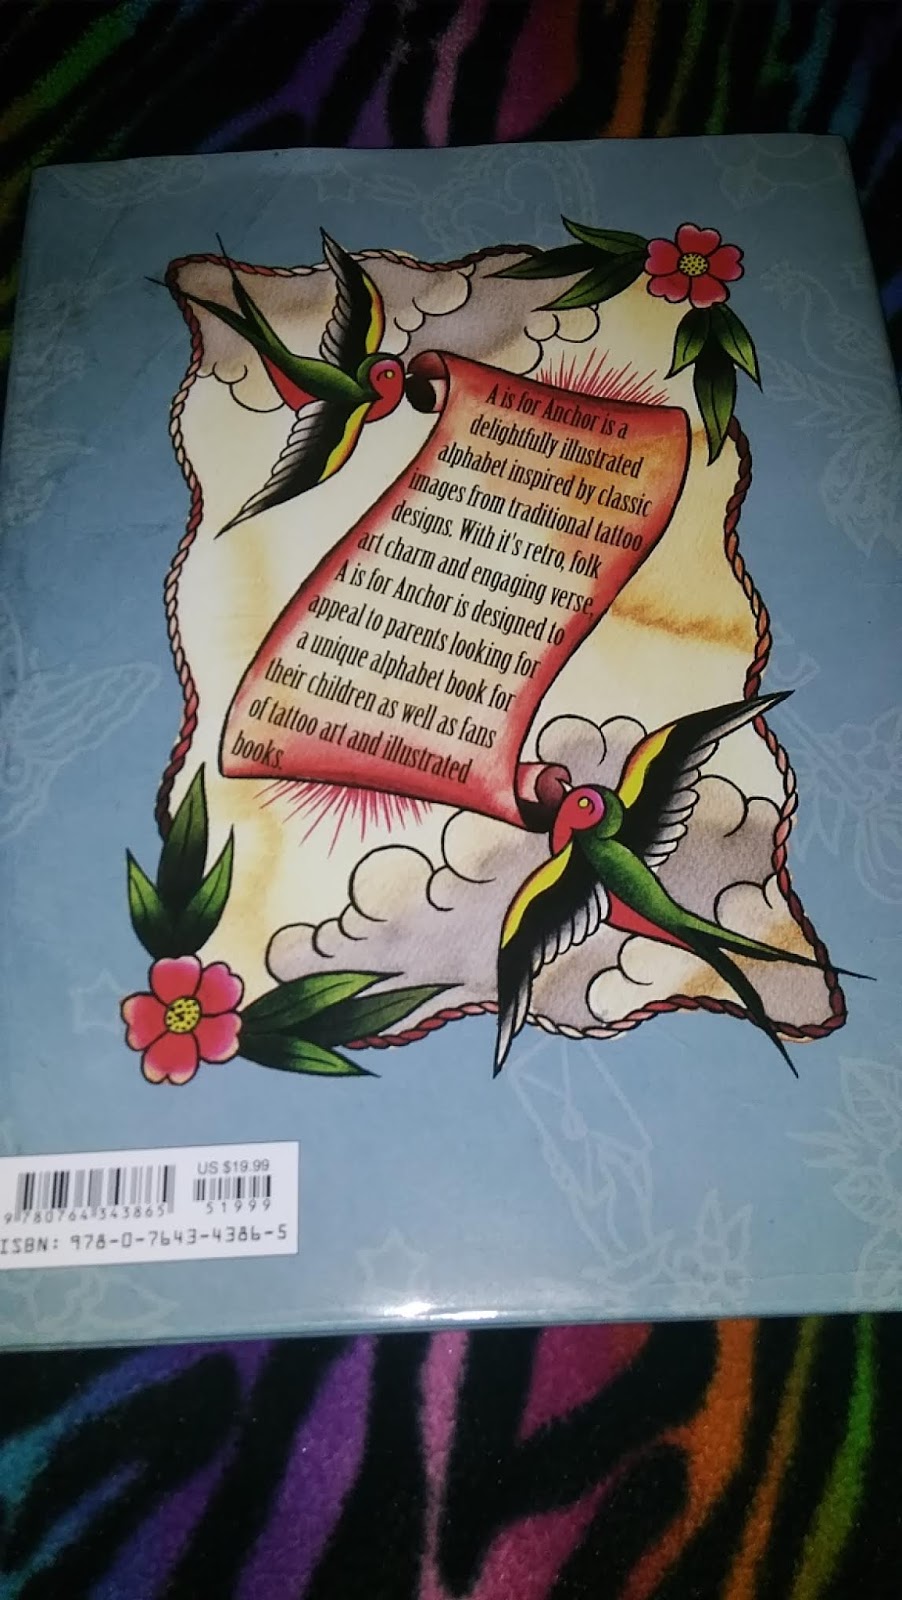 A is for Anchor is a
delightfully illustrated
alphabet inspired by classic
images from traditional tattoo
designs. With it's retro, folk
art charm and engaging verse,
A is for Anchor is designed to
appeal to parents looking for
a unique alphabet book for
their children as well as fans
of tattoo art and illustrated
books.
US $19.99
9 780764 343865
51999
ISBN: 978-0-7643-4386-5